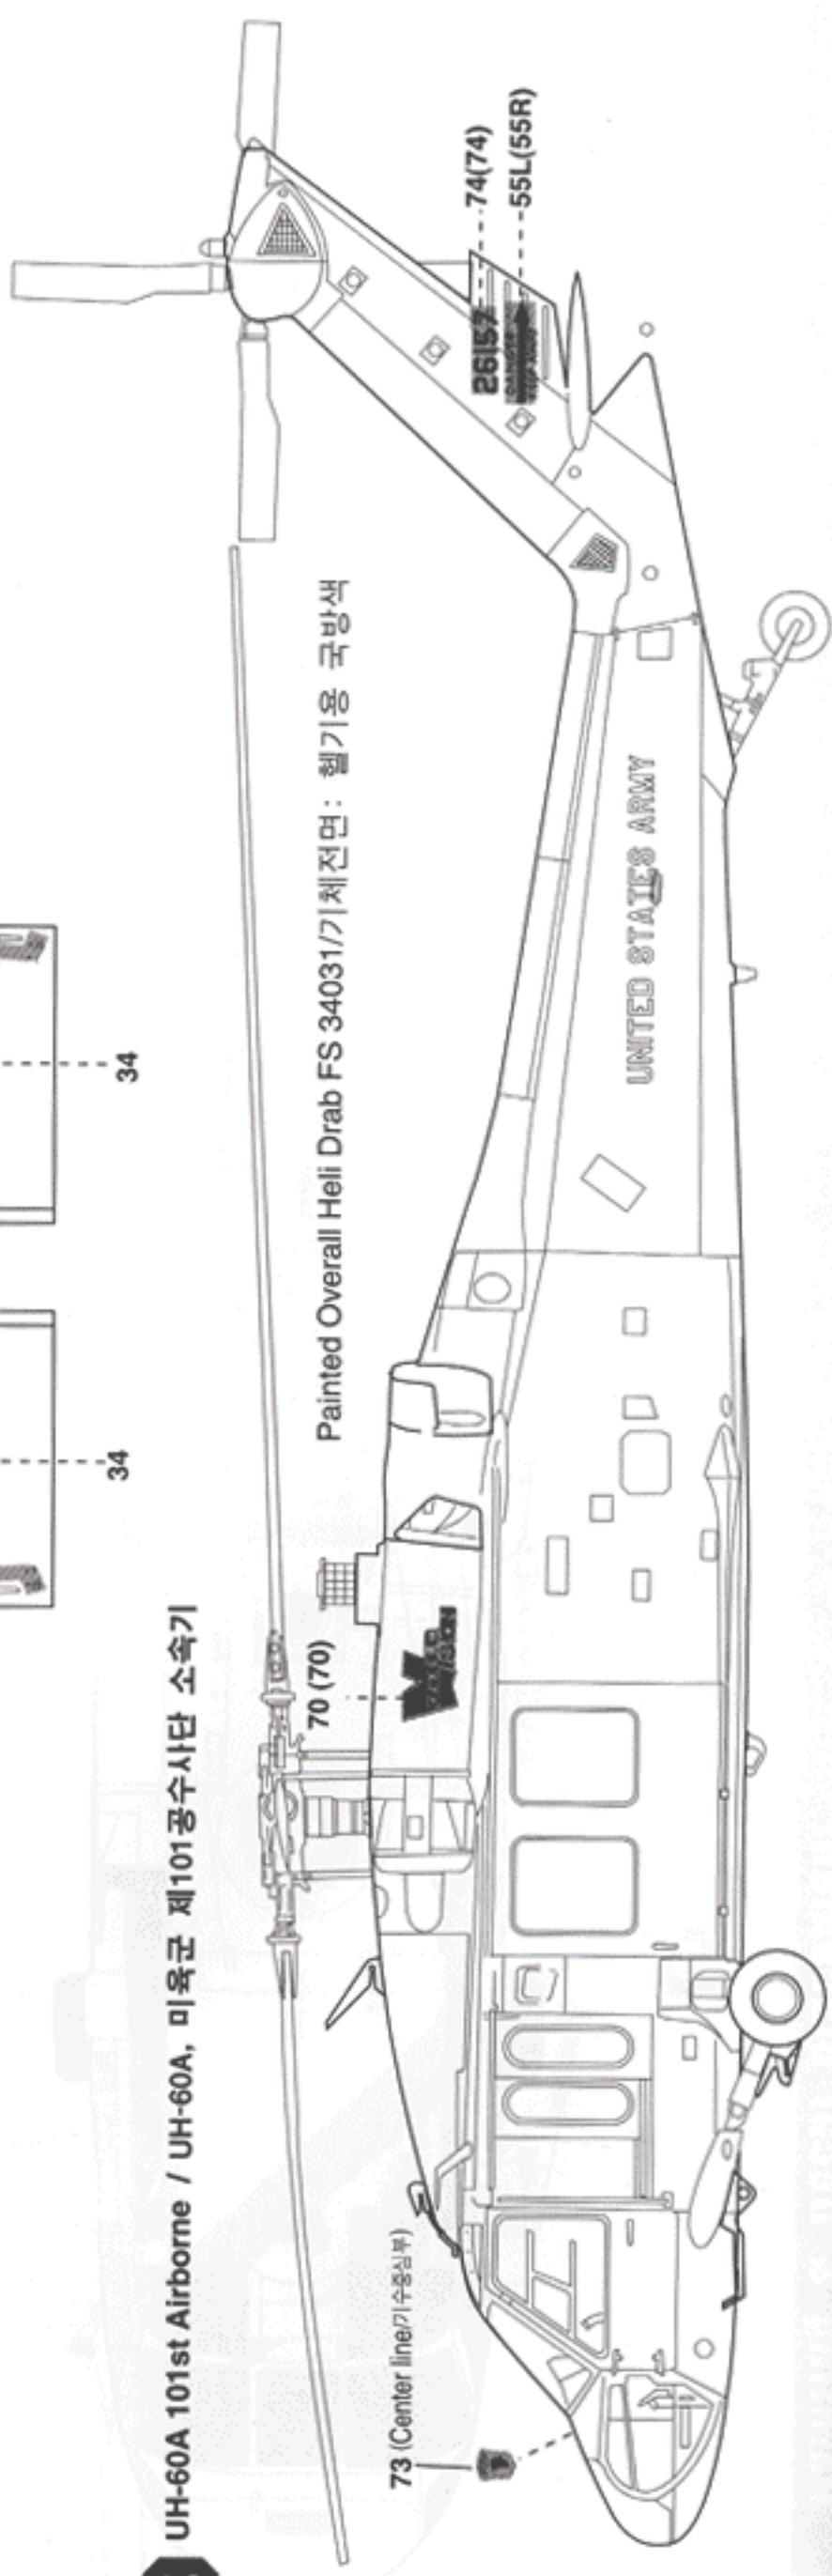 34
34
UH-60A 101st Airborne / UH-60A, 미육군 제101공수사단 소속기
Painted Overall Heli Drab FS 34031/기체전면: 헬기용 국방색
73 (Center line/기수중심부)
70 (70)
UNITED STATES ARMY
26157
DANGER
74(74)
55L(55R)